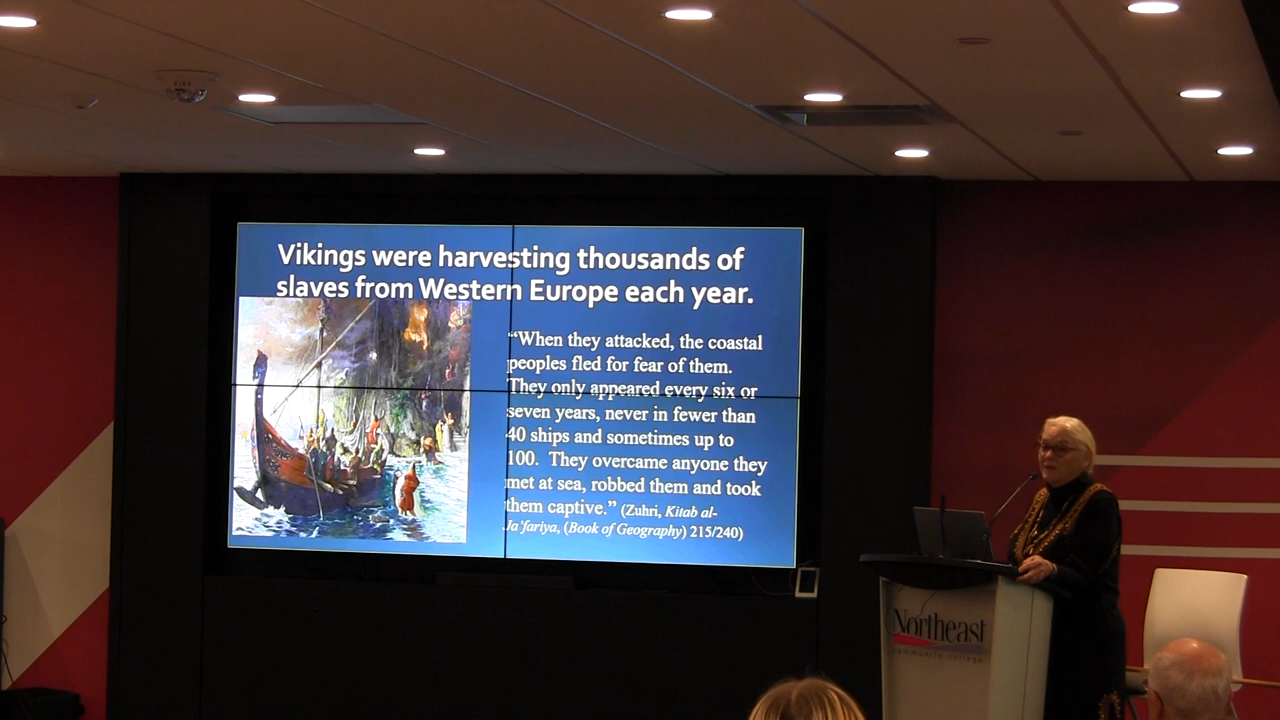 Vikings were harvesting thousands of
slaves from Western Europe each year.
“When they attacked, the coastal
peoples fled for fear of them.
They only appeared every six or
seven years, never in fewer than
40 ships and sometimes up to
100. They overcame anyone they
met at sea, robbed them and took
them captive.” (Zuhri, Kitab al-
Ja‘fariya, (Book of Geography) 215/240)
Northeast
community college
FIRE